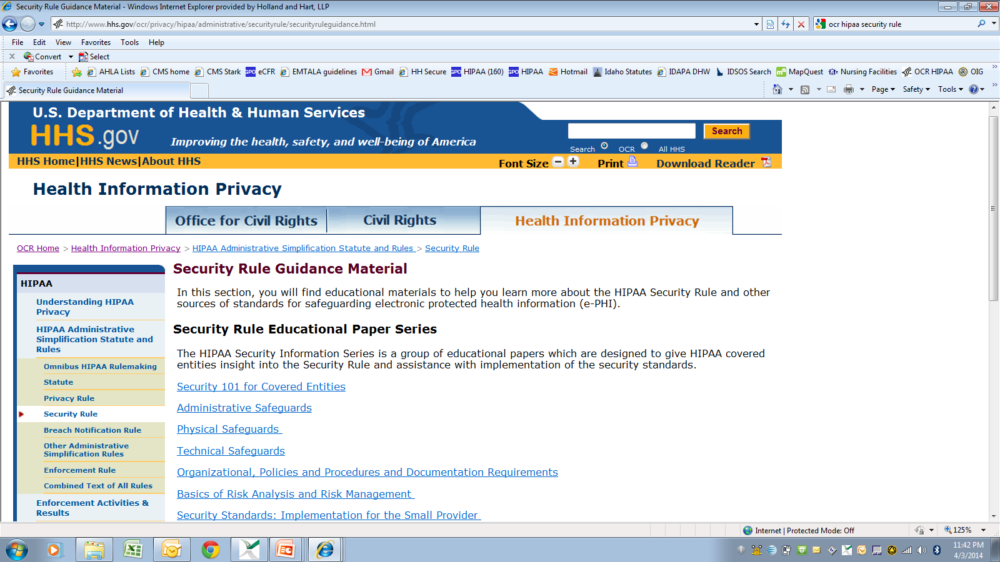 Security Rule Guidance Material - Windows Internet Explorer provided by Holland and Hart, LLP
http://www.hhs.gov/ocr/privacy/hipaa/administrative/securityrule/securityruleguidance.html
ocr hipaa security rule
File Edit View Favorites Tools Help
x Convert Select
Favorites AHLA Lists CMS home CMS Stark GPO eCFR EMTALA guidelines Gmail HH Secure GPO HIPAA (160) GPO HIPAA Hotmail Idaho Statutes IDAPA DHW IDSOS Search MapQuest Nursing Facilities OCR HIPAA OIG »
Security Rule Guidance Material
Page Safety Tools »
U.S. Department of Health & Human Services
HHS.gov
Improving the health, safety, and well-being of America
Search
Search OCR All HHS
HHS Home|HHS News|About HHS
Font Size Print Download Reader
Health Information Privacy
Office for Civil Rights Civil Rights Health Information Privacy
OCR Home > Health Information Privacy > HIPAA Administrative Simplification Statute and Rules > Security Rule
HIPAA
Understanding HIPAA
Privacy
HIPAA Administrative
Simplification Statute and
Rules
Omnibus HIPAA Rulemaking
Statute
Privacy Rule
Security Rule
Breach Notification Rule
Other Administrative
Simplification Rules
Enforcement Rule
Combined Text of All Rules
Enforcement Activities &
Results
Security Rule Guidance Material
In this section, you will find educational materials to help you learn more about the HIPAA Security Rule and other
sources of standards for safeguarding electronic protected health information (e-PHI).
Security Rule Educational Paper Series
The HIPAA Security Information Series is a group of educational papers which are designed to give HIPAA covered
entities insight into the Security Rule and assistance with implementation of the security standards.
Security 101 for Covered Entities
Administrative Safeguards
Physical Safeguards
Technical Safeguards
Organizational, Policies and Procedures and Documentation Requirements
Basics of Risk Analysis and Risk Management
Security Standards: Implementation for the Small Provider
Internet | Protected Mode: Off
125%
11:42 PM
4/3/2014